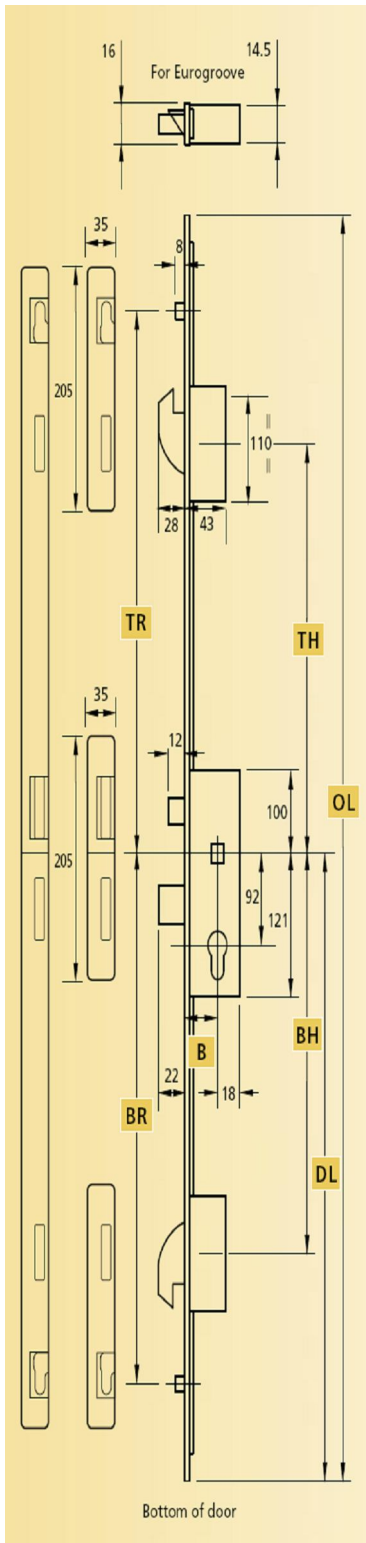 16
14.5
For Eurogroove
35
8
205
110
=
=
28
43
TR
TH
35
12
OL
100
205
92
121
B
BH
22
18
BR
DL
Bottom of door